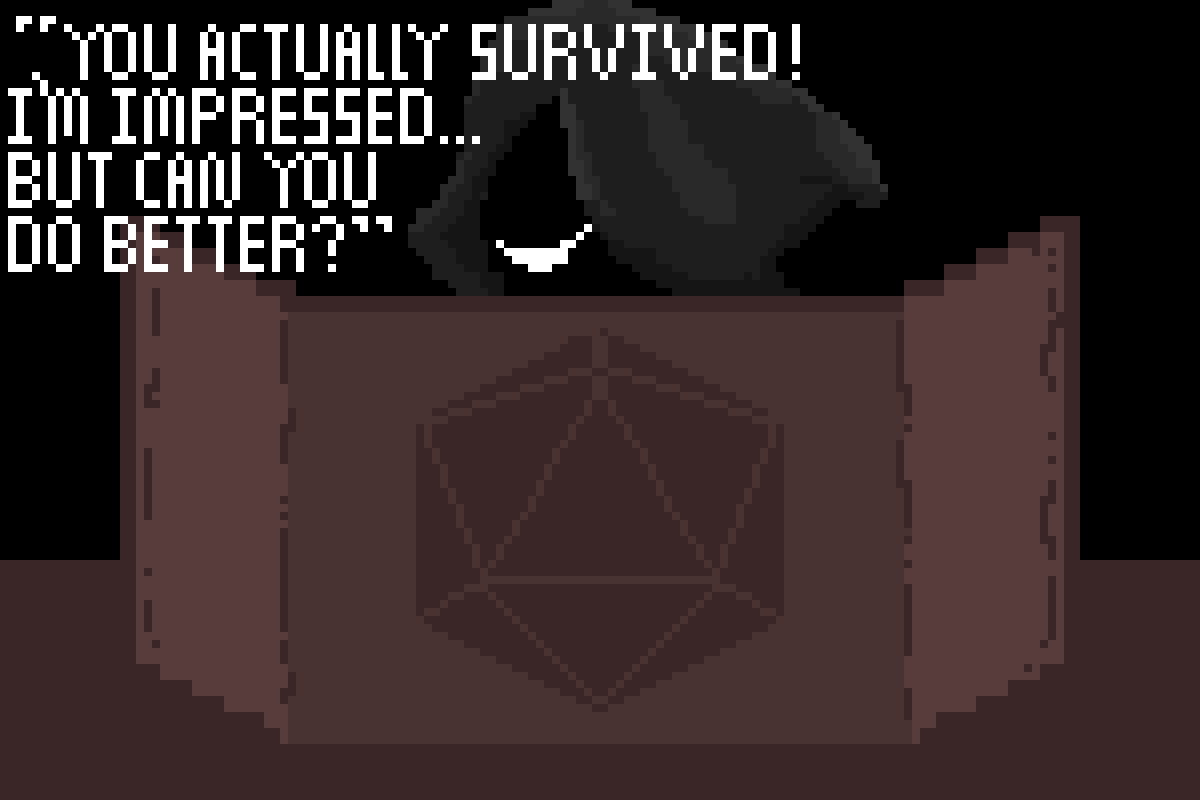 "YOU ACTUALLY SURVIVED!
I'M IMPRESSED...
BUT CAN YOU
DO BETTER?"